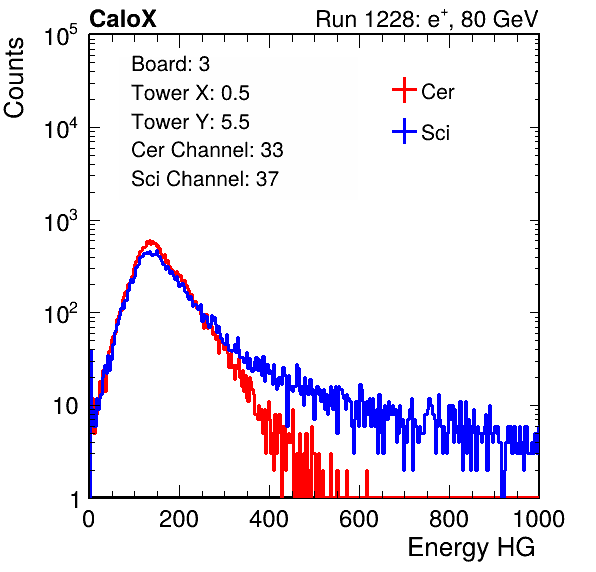 CaloX Run 1228: e⁺, 80 GeV
Counts
Board: 3
Tower X: 0.5
Tower Y: 5.5
Cer Channel: 33
Sci Channel: 37
Cer
Sci
10⁵
10⁴
10³
10²
10
1
0 200 400 600 800 1000
Energy HG